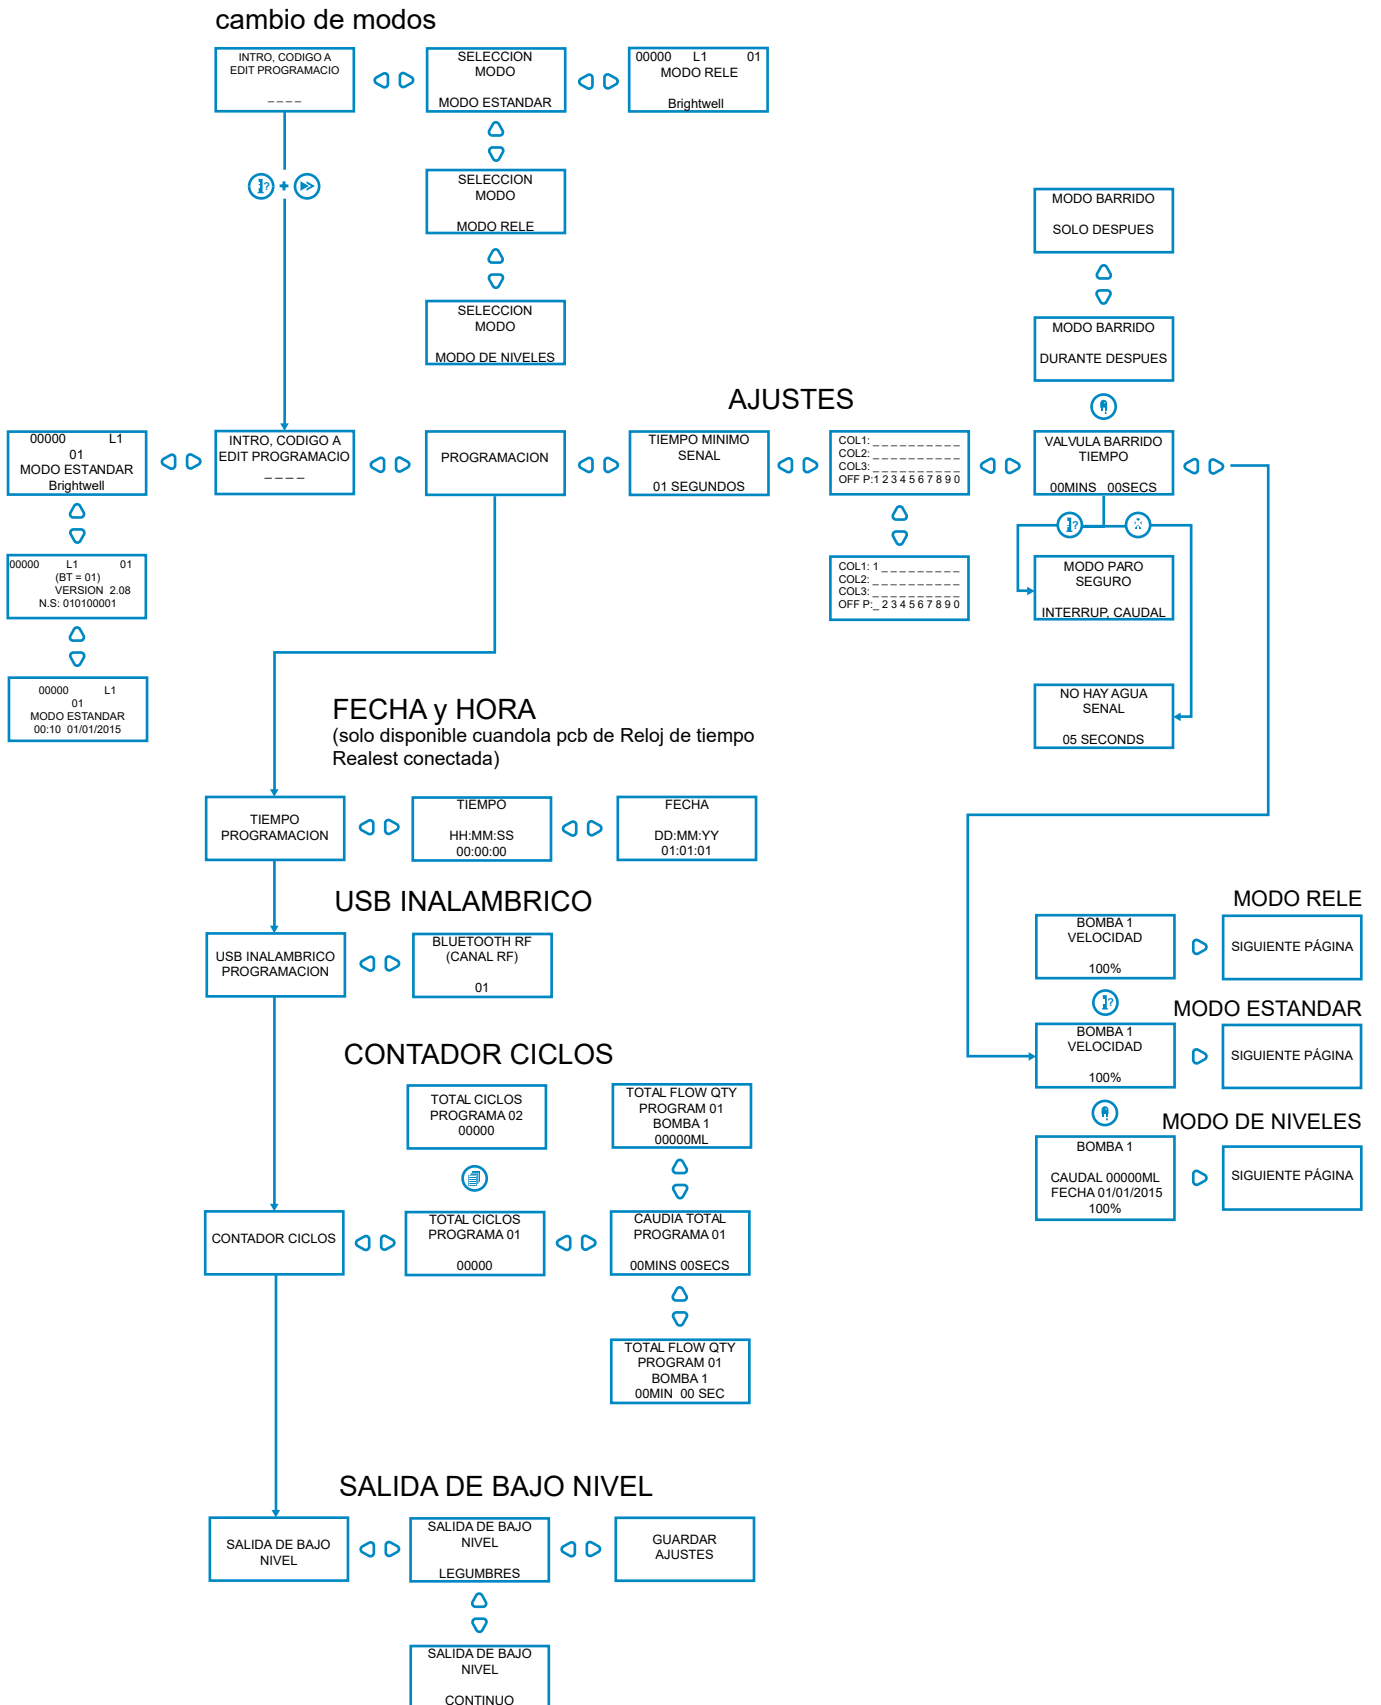 cambio de modos
INTRO, CODIGO A
EDIT PROGRAMACIO
_ _ _ _
SELECCION
MODO
MODO ESTANDAR
00000 L1 01
MODO RELE
Brightwell
SELECCION
MODO
MODO RELE
SELECCION
MODO
MODO DE NIVELES
MODO BARRIDO
SOLO DESPUES
MODO BARRIDO
DURANTE DESPUES
AJUSTES
00000 L1
01
MODO ESTANDAR
Brightwell
INTRO, CODIGO A
EDIT PROGRAMACIO
_ _ _ _
PROGRAMACION
TIEMPO MINIMO
SENAL
01 SEGUNDOS
COL1: _ _ _ _ _ _ _ _ _ _
COL2: _ _ _ _ _ _ _ _ _ _
COL3: _ _ _ _ _ _ _ _ _ _
OFF P:1 2 3 4 5 6 7 8 9 0
VALVULA BARRIDO
TIEMPO
00MINS 00SECS
00000 L1 01
(BT = 01)
VERSION 2.08
N.S: 010100001
COL1: 1 _ _ _ _ _ _ _ _ _
COL2: _ _ _ _ _ _ _ _ _ _
COL3: _ _ _ _ _ _ _ _ _ _
OFF P:_ 2 3 4 5 6 7 8 9 0
MODO PARO
SEGURO
INTERRUP, CAUDAL
00000 L1
01
MODO ESTANDAR
00:10 01/01/2015
NO HAY AGUA
SENAL
05 SECONDS
FECHA y HORA
(solo disponible cuandola pcb de Reloj de tiempo
Realest conectada)
TIEMPO
PROGRAMACION
TIEMPO
HH:MM:SS
00:00:00
FECHA
DD:MM:YY
01:01:01
USB INALAMBRICO
USB INALAMBRICO
PROGRAMACION
BLUETOOTH RF
(CANAL RF)
01
MODO RELE
BOMBA 1
VELOCIDAD
100%
SIGUIENTE PÁGINA
MODO ESTANDAR
BOMBA 1
VELOCIDAD
100%
SIGUIENTE PÁGINA
MODO DE NIVELES
BOMBA 1
CAUDAL 00000ML
FECHA 01/01/2015
100%
SIGUIENTE PÁGINA
CONTADOR CICLOS
TOTAL CICLOS
PROGRAMA 02
00000
TOTAL FLOW QTY
PROGRAM 01
BOMBA 1
00000ML
CONTADOR CICLOS
TOTAL CICLOS
PROGRAMA 01
00000
CAUDIA TOTAL
PROGRAMA 01
00MINS 00SECS
TOTAL FLOW QTY
PROGRAM 01
BOMBA 1
00MIN 00 SEC
SALIDA DE BAJO NIVEL
SALIDA DE BAJO
NIVEL
SALIDA DE BAJO
NIVEL
LEGUMBRES
GUARDAR
AJUSTES
SALIDA DE BAJO
NIVEL
CONTINUO